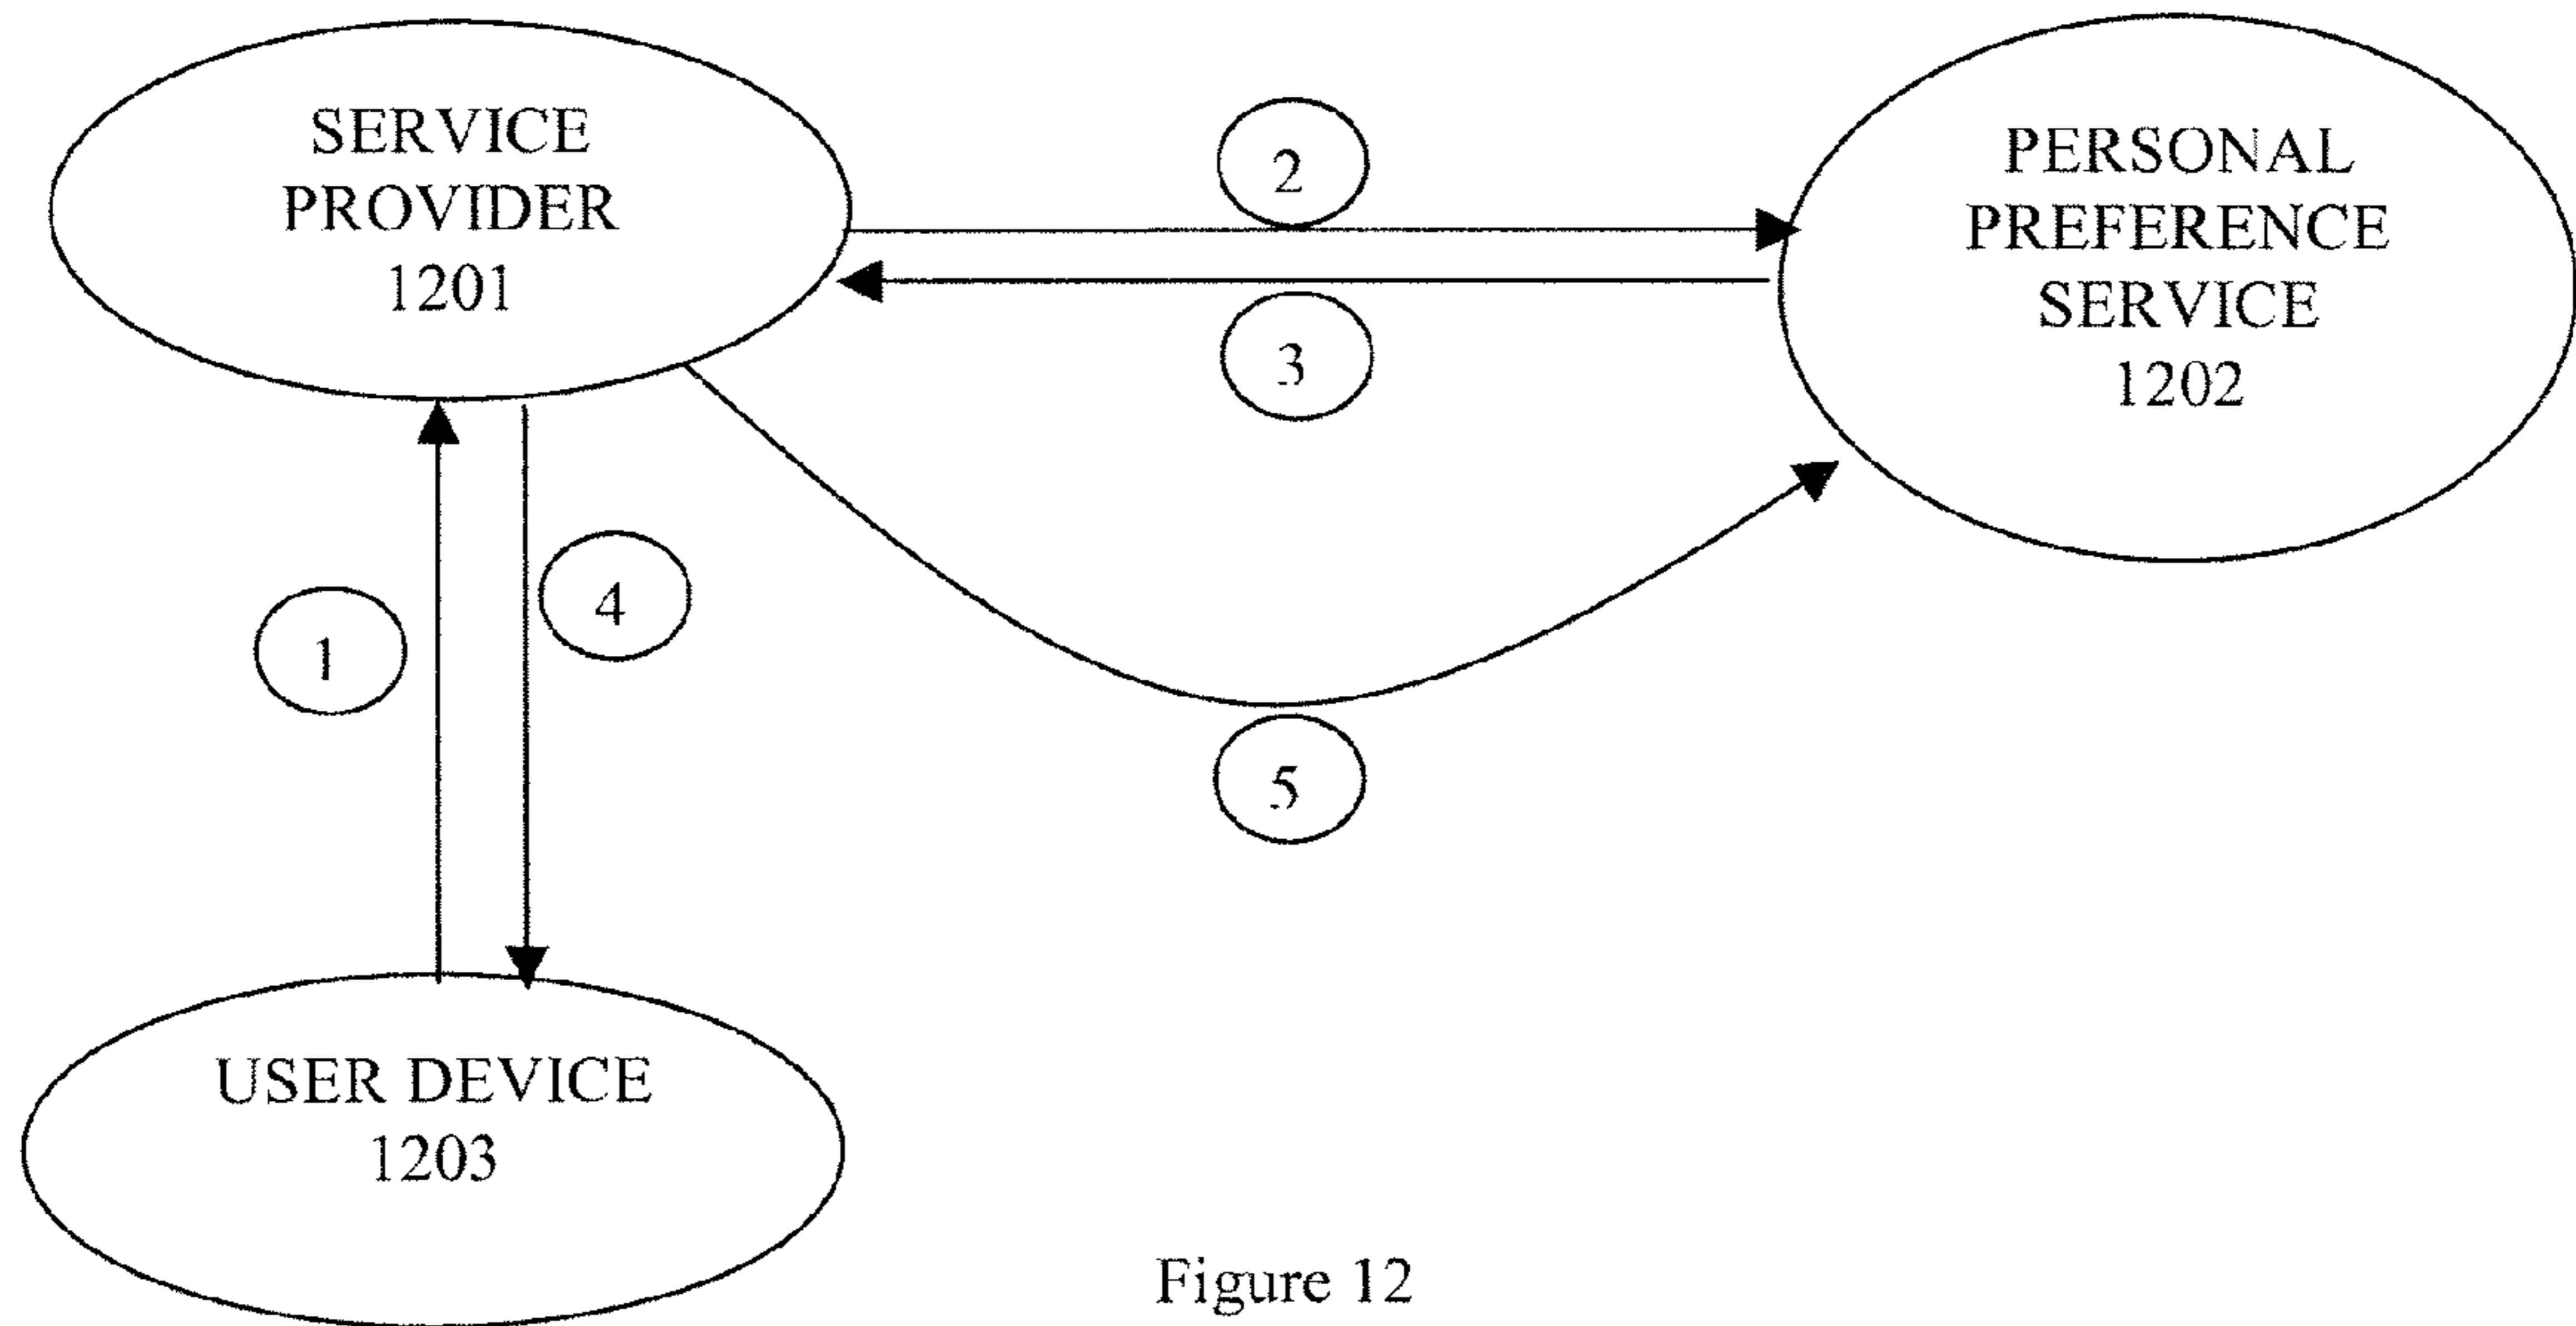 SERVICE
PROVIDER
1201
2
PERSONAL
PREFERENCE
SERVICE
1202
3
1
4
5
USER DEVICE
1203
Figure 12